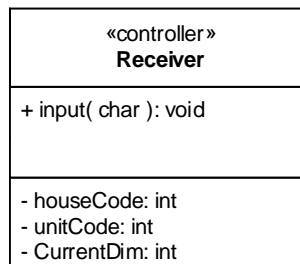 «controller»
Receiver
+ input( char ): void
- houseCode: int
- unitCode: int
- CurrentDim: int